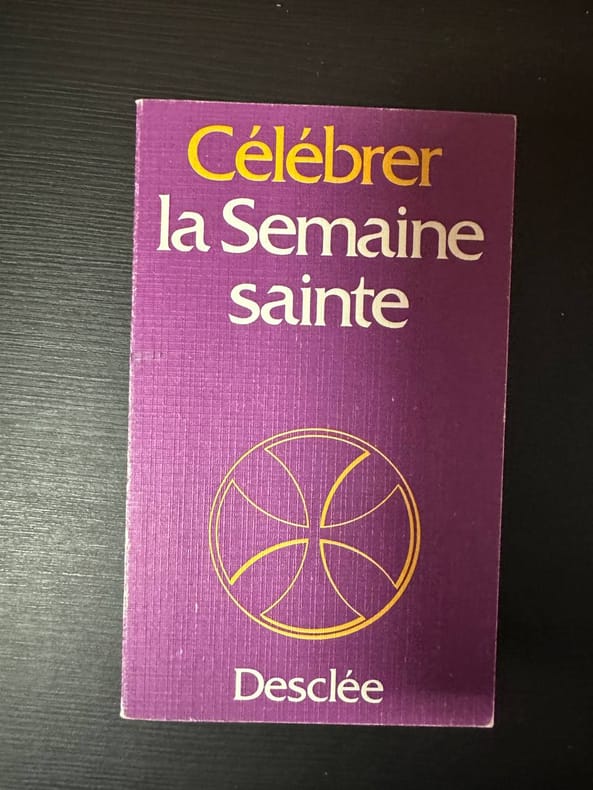 Célébrer
la Semaine
sainte
Desclée